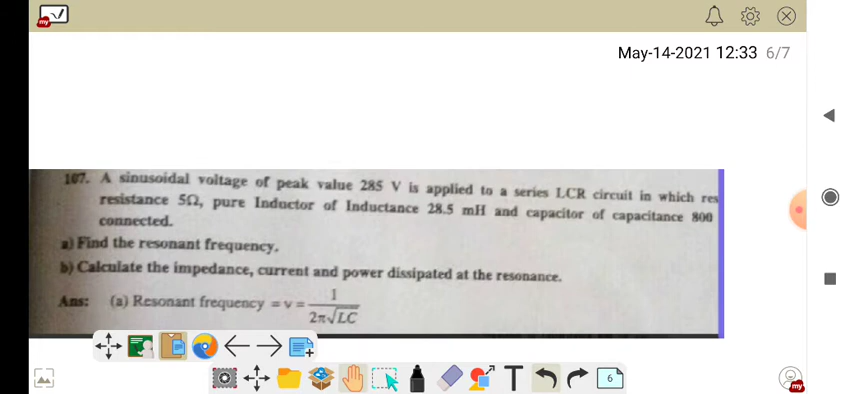 May-14-2021 12:33 6/7
107. A sinusoidal voltage of peak value 285 V is applied to a series LCR circuit in which res
resistance 5Ω, pure Inductor of Inductance 28.5 mH and capacitor of capacitance 800
connected.
a) Find the resonant frequency.
b) Calculate the impedance, current and power dissipated at the resonance.
Ans: (a) Resonant frequency = ν = 1
2π√LC
my
T
6
my